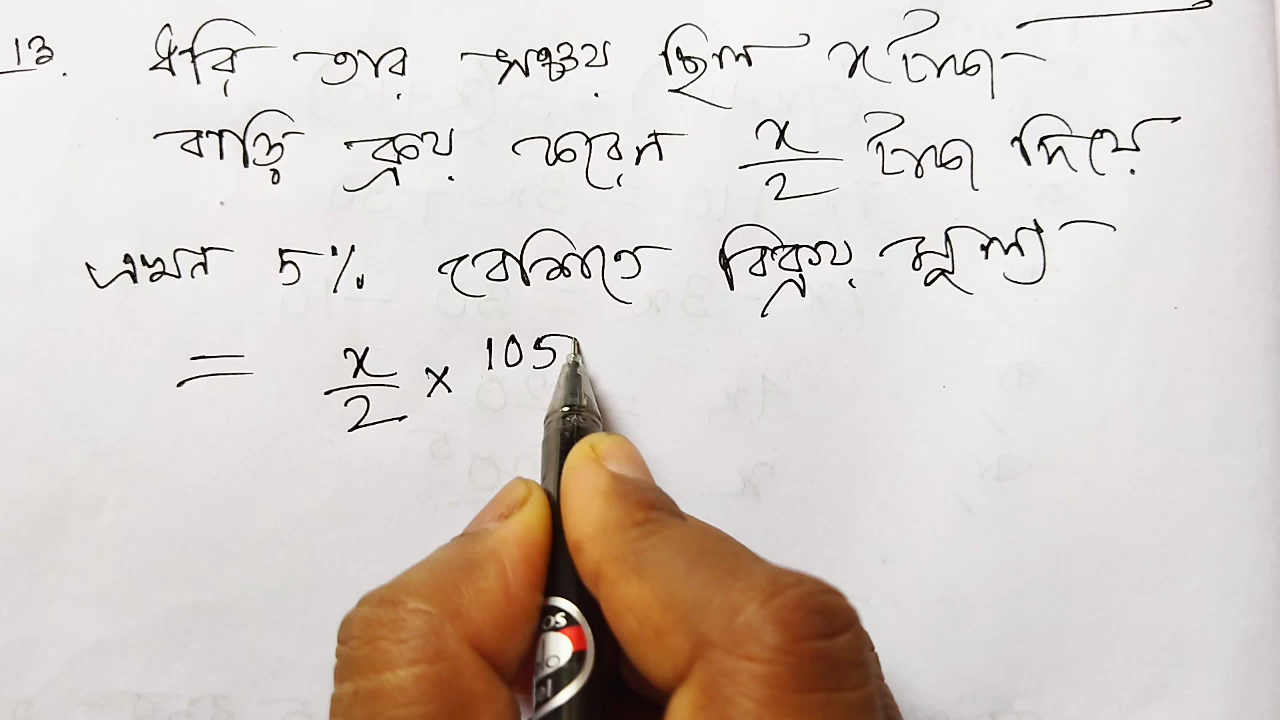 13. ধরি তার সঞ্চয় ছিল x টাকা
বাড়ি ক্রয় করেন x/2 টাকা দিয়ে
এখন 5% বেশিতে বিক্রয় মূল্য
= x/2 × 105